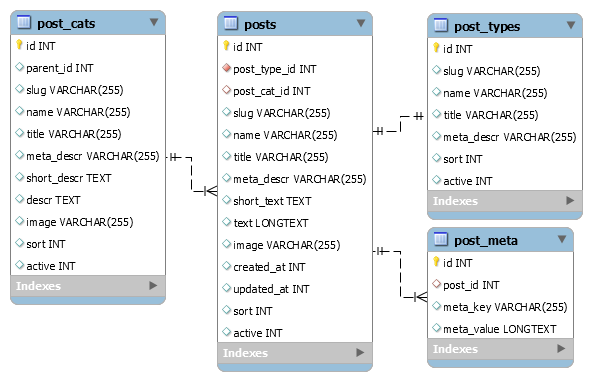 post_cats
id INT
parent_id INT
slug VARCHAR(255)
name VARCHAR(255)
title VARCHAR(255)
meta_descr VARCHAR(255)
short_descr TEXT
descr TEXT
image VARCHAR(255)
sort INT
active INT
Indexes
posts
id INT
post_type_id INT
post_cat_id INT
slug VARCHAR(255)
name VARCHAR(255)
title VARCHAR(255)
meta_descr VARCHAR(255)
short_text TEXT
text LONGTEXT
image VARCHAR(255)
created_at INT
updated_at INT
sort INT
active INT
Indexes
post_types
id INT
slug VARCHAR(255)
name VARCHAR(255)
title VARCHAR(255)
meta_descr VARCHAR(255)
sort INT
active INT
Indexes
post_meta
id INT
post_id INT
meta_key VARCHAR(255)
meta_value LONGTEXT
Indexes